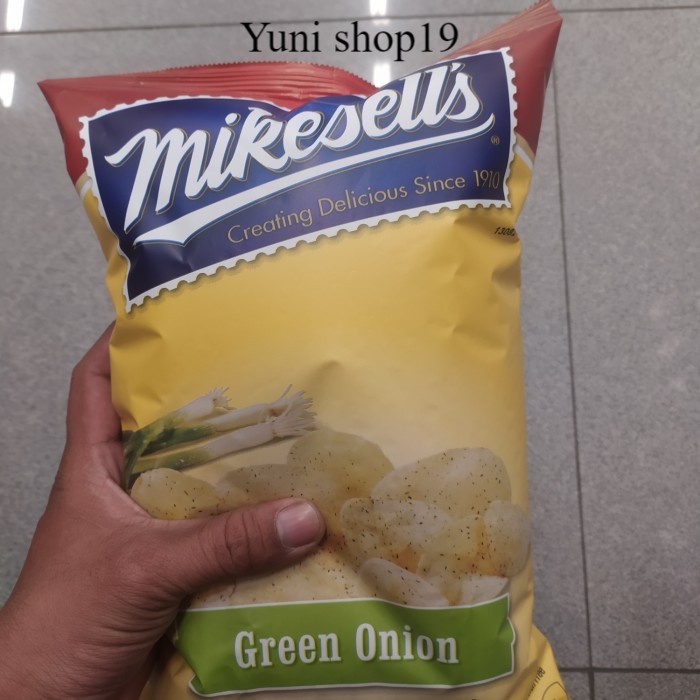 Yuni shop19
Mikesell's®
Creating Delicious Since 1910
Green Onion